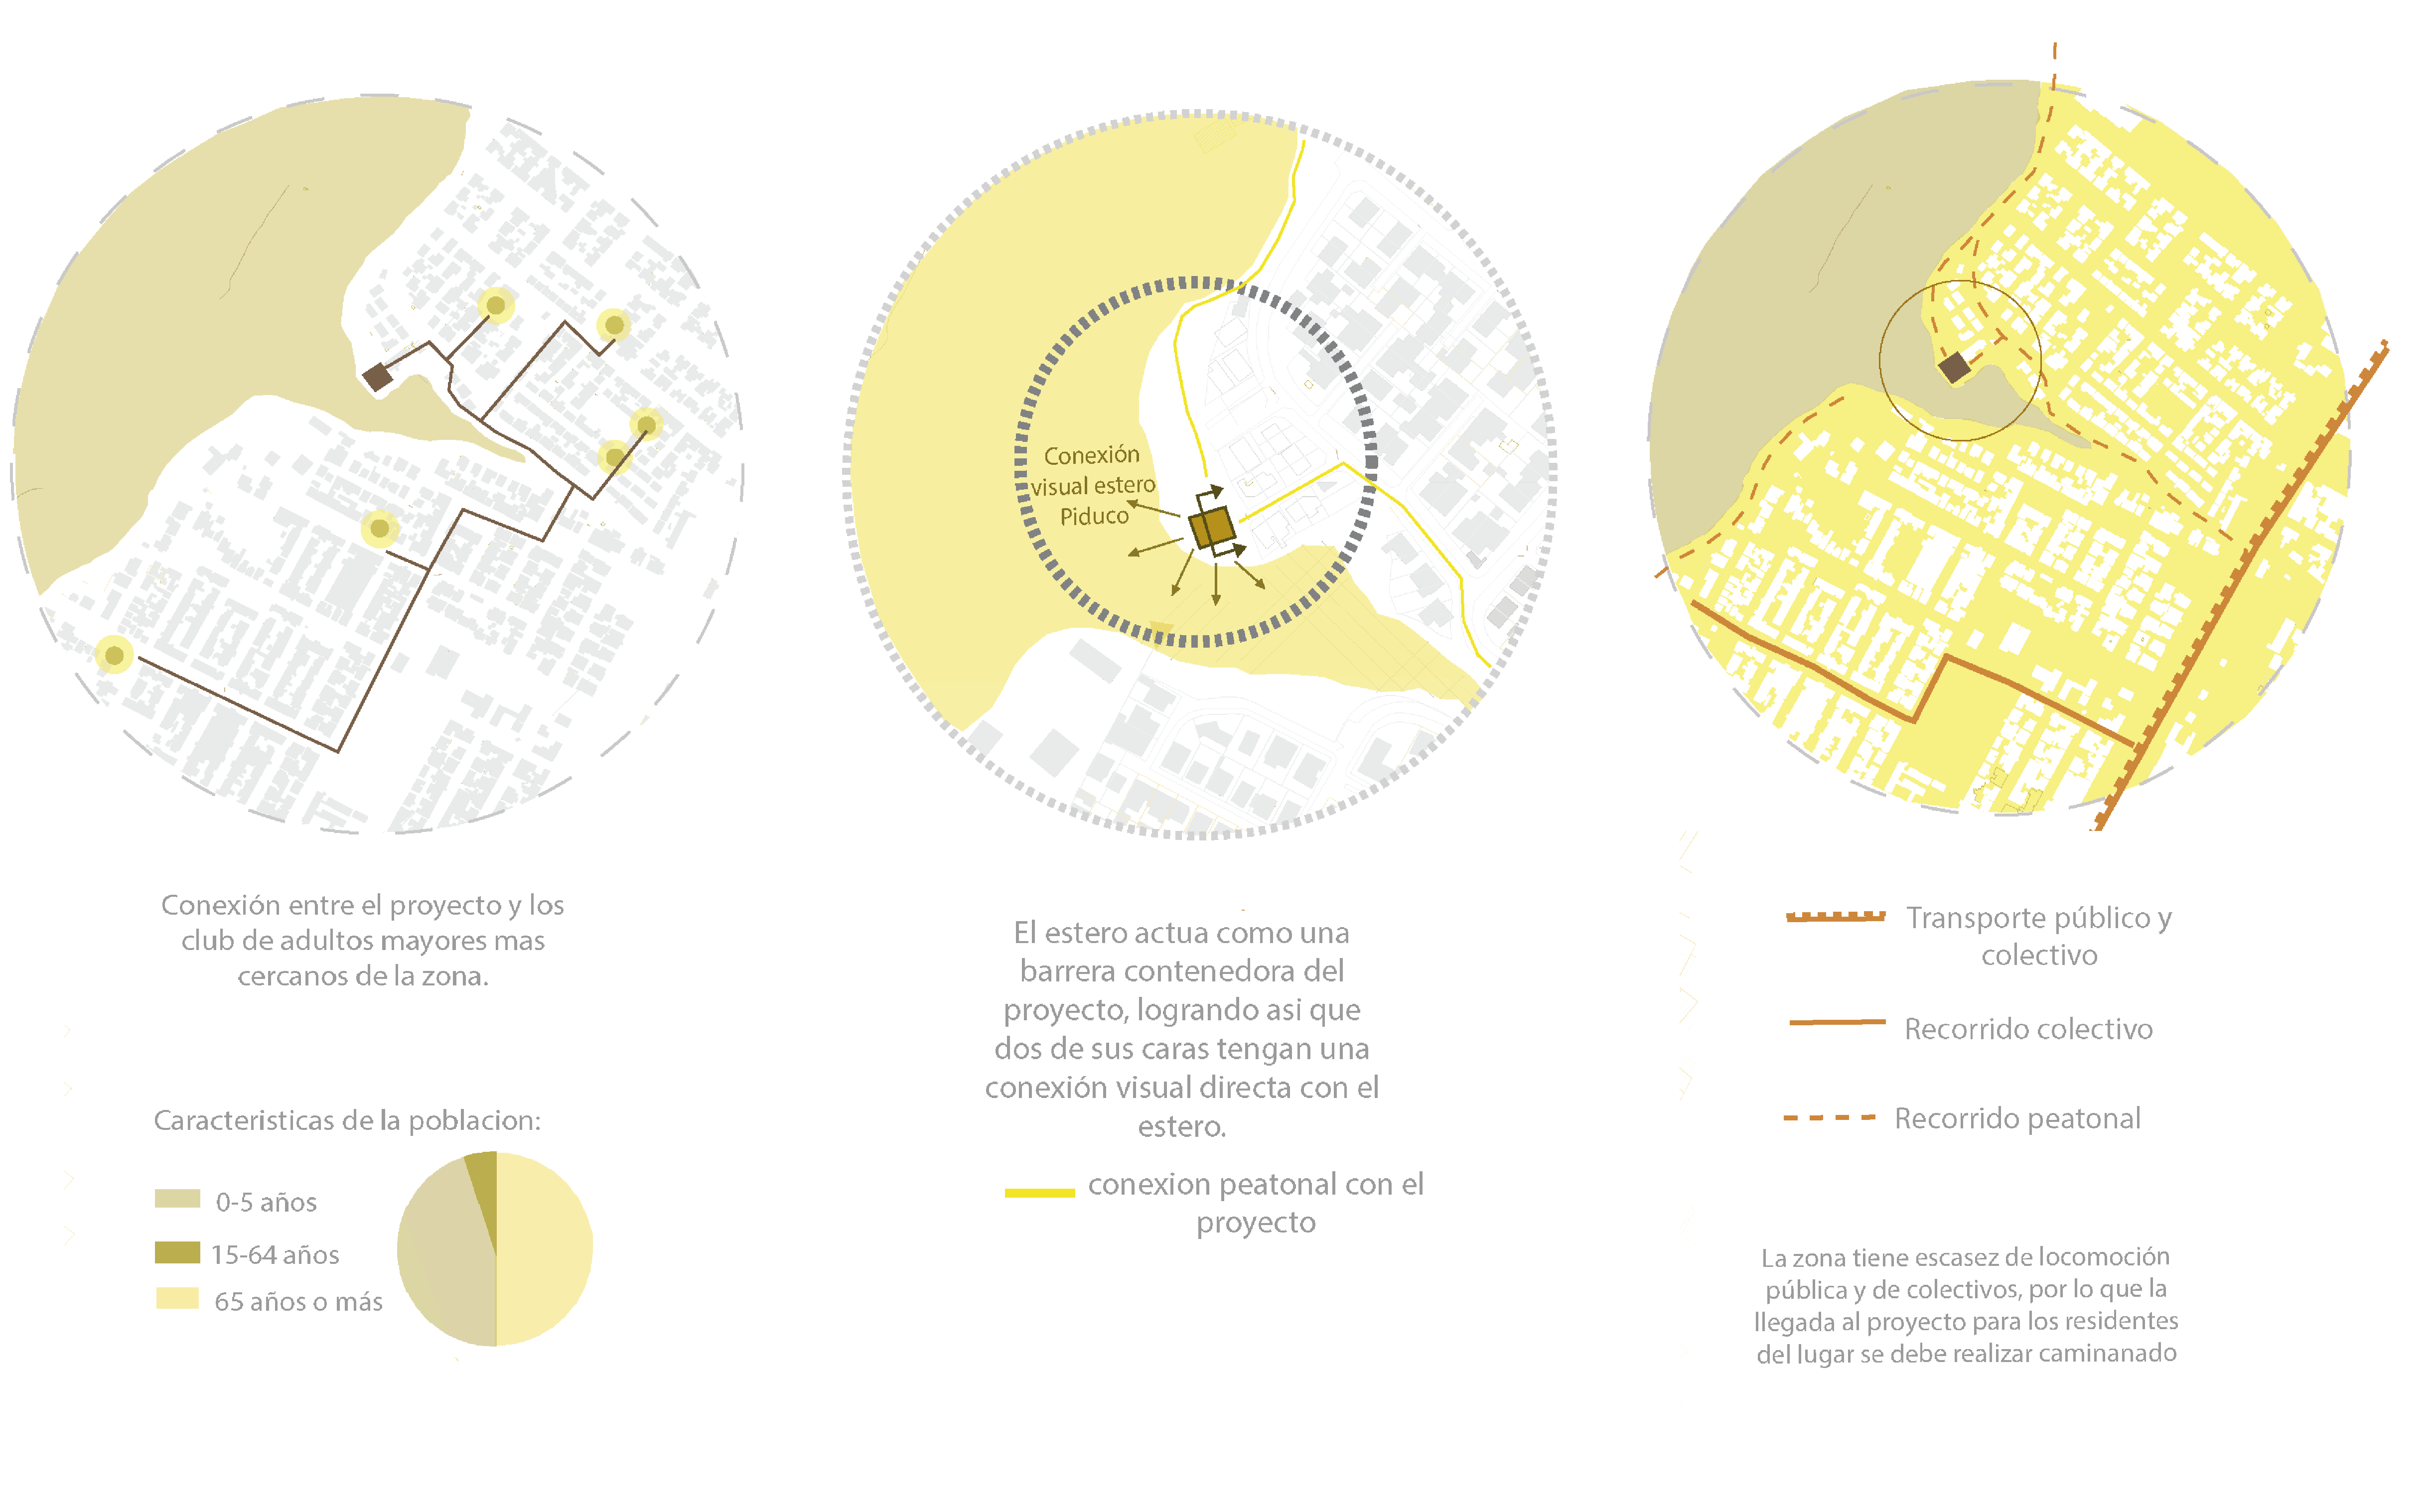 Conexión entre el proyecto y los
club de adultos mayores mas
cercanos de la zona.
Caracteristicas de la poblacion:
0-5 años
15-64 años
65 años o más
Conexión
visual estero
Piduco
El estero actua como una
barrera contenedora del
proyecto, logrando asi que
dos de sus caras tengan una
conexión visual directa con el
estero.
conexion peatonal con el
proyecto
Transporte público y
colectivo
Recorrido colectivo
Recorrido peatonal
La zona tiene escasez de locomoción
pública y de colectivos, por lo que la
llegada al proyecto para los residentes
del lugar se debe realizar caminanado